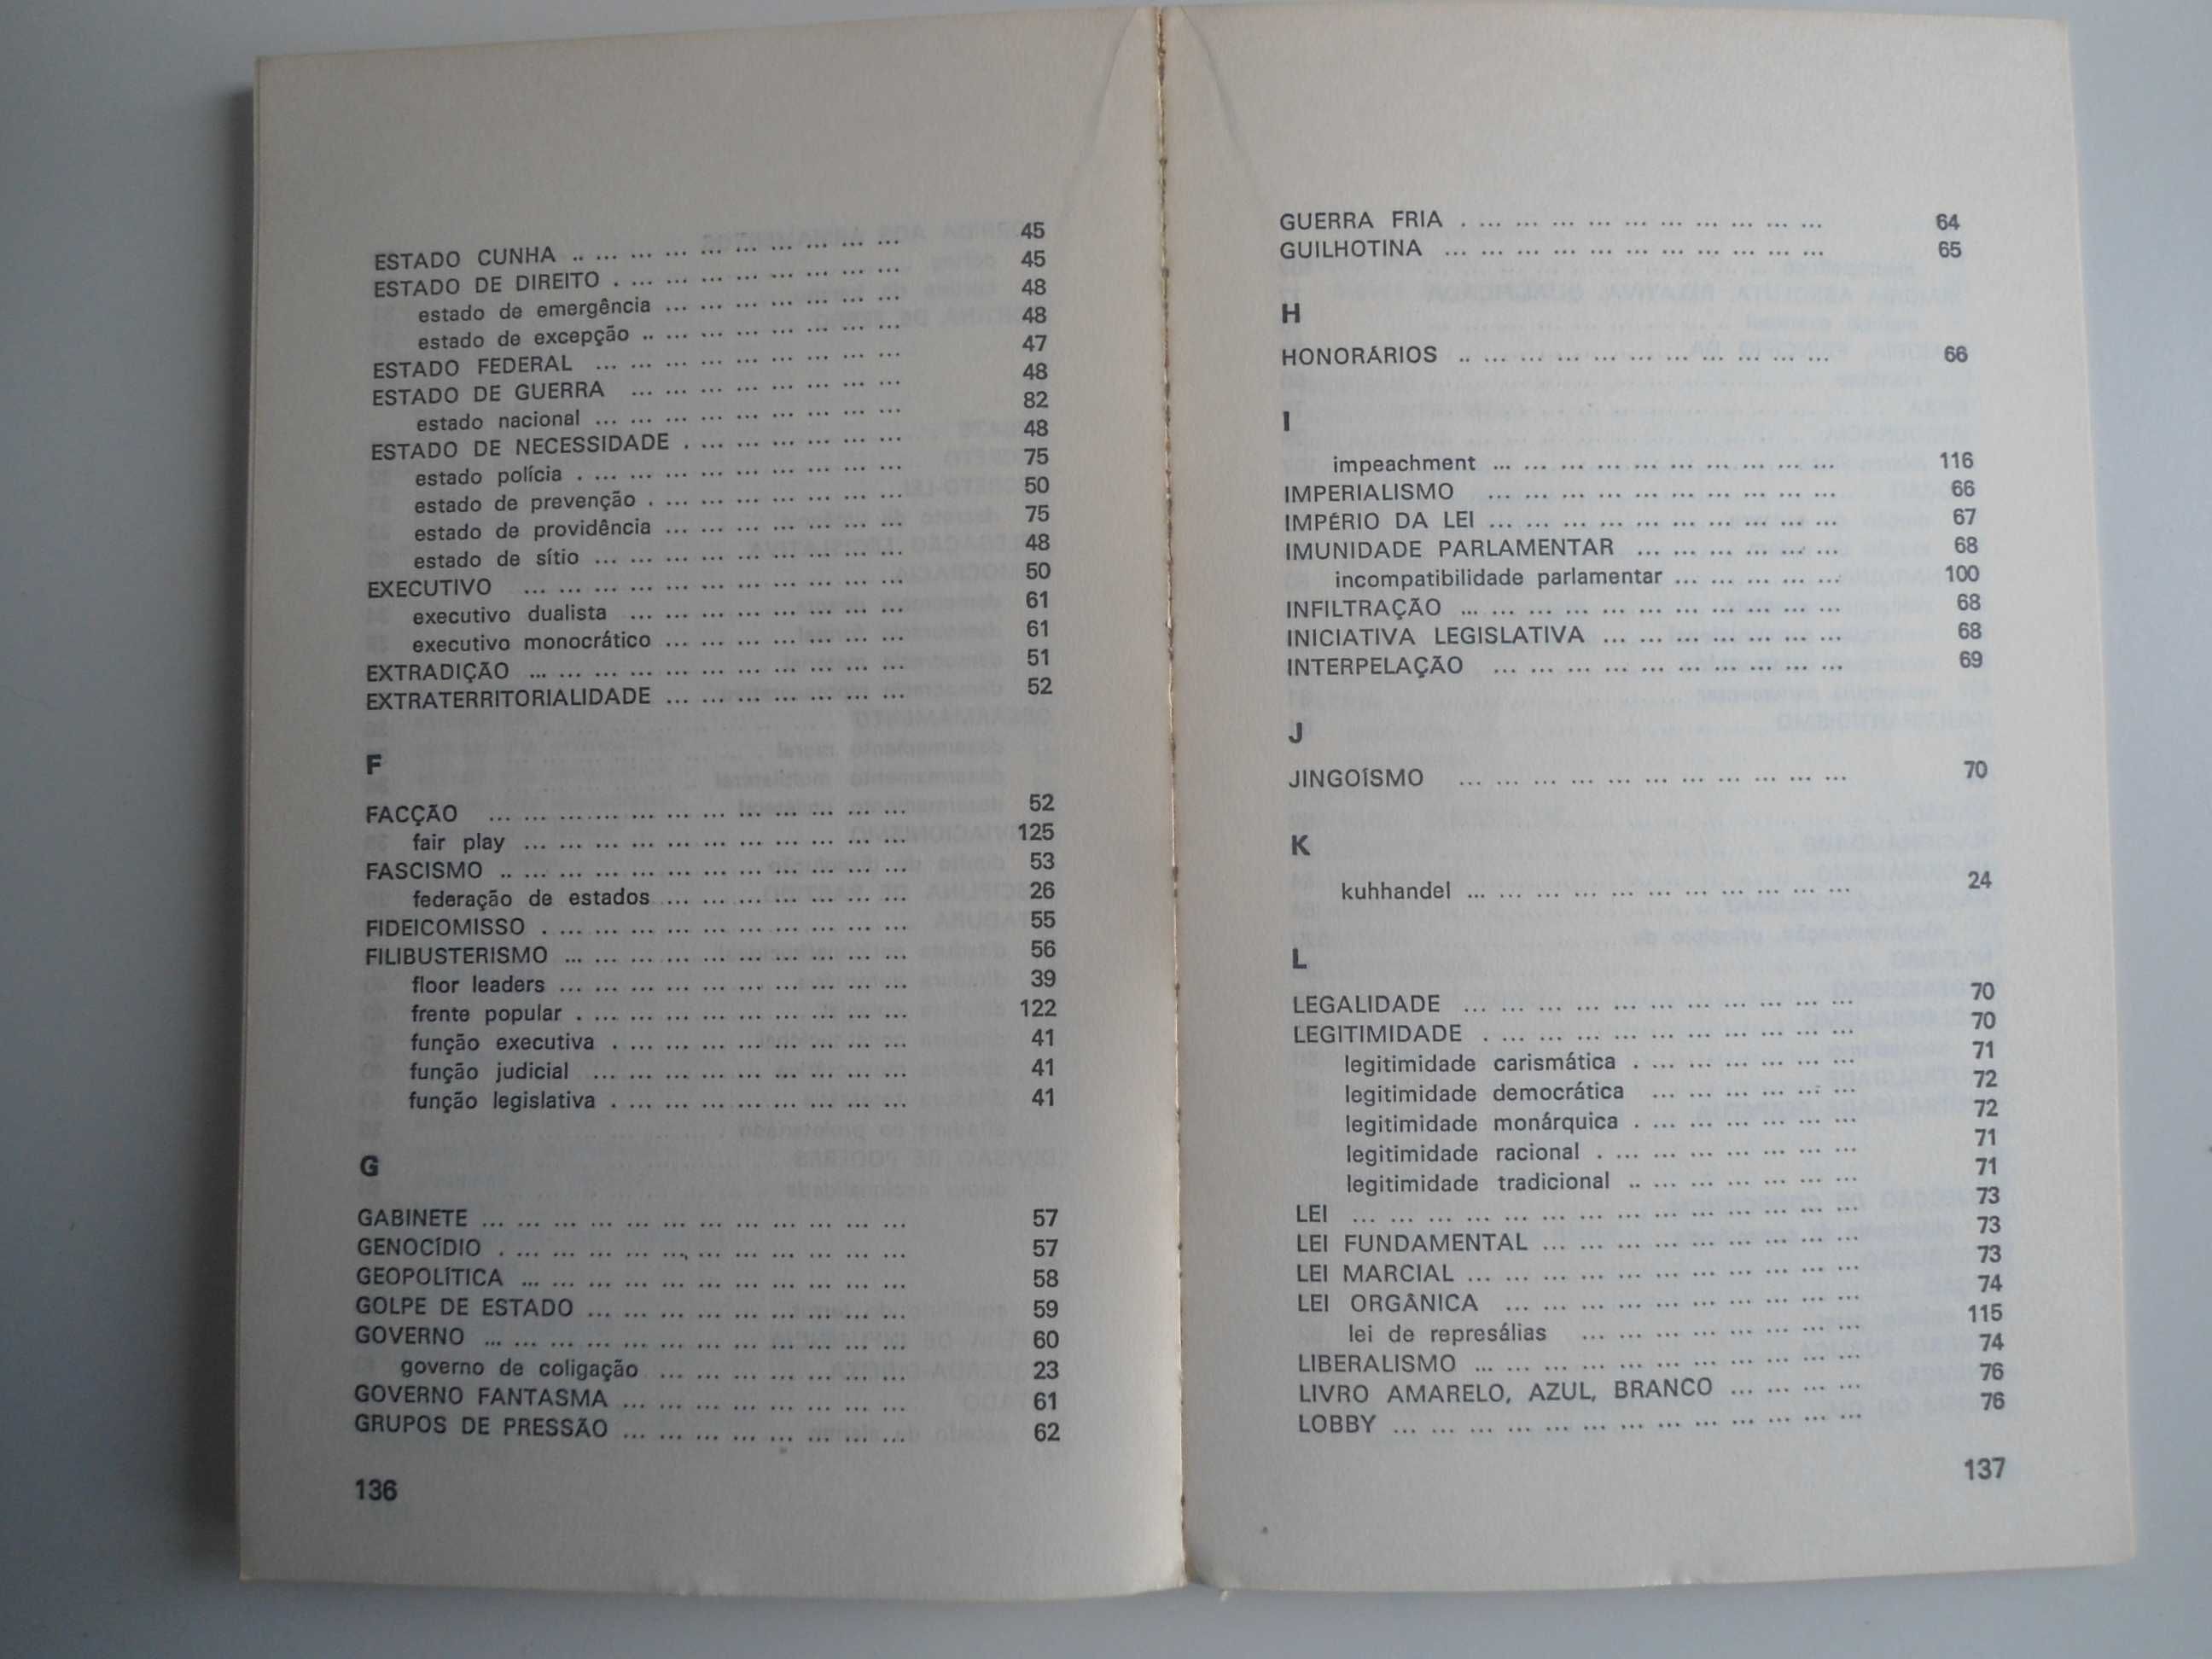 ESTADO CUNHA .. ... ... ... ... ... ... ... ... ... 45
ESTADO DE DIREITO . ... ... ... ... ... ... ... ... 45
estado de emergência ... ... ... ... ... ... ... 48
estado de excepção .. ... ... ... ... ... ... ... 48
ESTADO FEDERAL ... ... ... ... ... ... ... ... ... 47
ESTADO DE GUERRA ... ... ... ... ... ... ... ... 48
estado nacional ... ... ... ... ... ... ... ... ... 82
ESTADO DE NECESSIDADE . ... ... ... ... ... ... 48
estado polícia . ... ... ... ... ... ... ... ... ... 75
estado de prevenção . ... ... ... ... ... ... ... 50
estado de providência ... ... ... ... ... ... ... 75
estado de sítio ... ... ... ... ... ... ... ... ... 48
EXECUTIVO ... ... ... ... ... ... ... ... ... ... ... 50
executivo dualista ... ... ... ... ... ... ... ... 61
executivo monocrático ... ... ... ... ... ... ... 61
EXTRADIÇÃO ... ... ... ... ... ... ... ... ... ... ... 51
EXTRATERRITORIALIDADE ... ... ... ... ... ... ... 52
F
FACÇÃO ... ... ... ... ... ... ... ... ... ... ... ... 52
fair play ... ... ... ... ... ... ... ... ... ... ... 125
FASCISMO .. ... ... ... ... ... ... ... ... ... ... ... 53
federação de estados ... ... ... ... ... ... ... 26
FIDEICOMISSO . ... ... ... ... ... ... ... ... ... ... 55
FILIBUSTERISMO ... ... ... ... ... ... ... ... ... ... 56
floor leaders ... ... ... ... ... ... ... ... ... ... 39
frente popular . ... ... ... ... ... ... ... ... ... 122
função executiva . ... ... ... ... ... ... ... ... 41
função judicial ... ... ... ... ... ... ... ... ... 41
função legislativa . ... ... ... ... ... ... ... ... 41
G
GABINETE ... ... ... ... ... ... ... ... ... ... ... ... 57
GENOCÍDIO . ... ... ... ... ... ... ... ... ... ... ... 57
GEOPOLÍTICA ... ... ... ... ... ... ... ... ... ... ... 58
GOLPE DE ESTADO ... ... ... ... ... ... ... ... ... 59
GOVERNO ... ... ... ... ... ... ... ... ... ... ... ... 60
governo de coligação ... ... ... ... ... ... ... 23
GOVERNO FANTASMA ... ... ... ... ... ... ... ... 61
GRUPOS DE PRESSÃO ... ... ... ... ... ... ... ... 62
136
GUERRA FRIA . ... ... ... ... ... ... ... ... ... ... 64
GUILHOTINA ... ... ... ... ... ... ... ... ... ... ... 65
H
HONORÁRIOS .. ... ... ... ... ... ... ... ... ... ... 66
I
impeachment ... ... ... ... ... ... ... ... ... ... 116
IMPERIALISMO ... ... ... ... ... ... ... ... ... ... 66
IMPÉRIO DA LEI ... ... ... ... ... ... ... ... ... ... 67
IMUNIDADE PARLAMENTAR ... ... ... ... ... ... 68
incompatibilidade parlamentar ... ... ... ... ... 100
INFILTRAÇÃO ... ... ... ... ... ... ... ... ... ... ... 68
INICIATIVA LEGISLATIVA ... ... ... ... ... ... ... 68
INTERPELAÇÃO ... ... ... ... ... ... ... ... ... ... 69
J
JINGOÍSMO ... ... ... ... ... ... ... ... ... ... ... 70
K
kuhhandel ... ... ... ... ... ... ... ... ... ... ... 24
L
LEGALIDADE ... ... ... ... ... ... ... ... ... ... ... 70
LEGITIMIDADE . ... ... ... ... ... ... ... ... ... ... 70
legitimidade carismática . ... ... ... ... ... ... 71
legitimidade democrática ... ... ... ... ... ... 72
legitimidade monárquica . ... ... ... ... ... ... 72
legitimidade racional . ... ... ... ... ... ... ... 71
legitimidade tradicional .. ... ... ... ... ... ... 71
LEI ... ... ... ... ... ... ... ... ... ... ... ... ... ... 73
LEI FUNDAMENTAL ... ... ... ... ... ... ... ... ... 73
LEI MARCIAL ... ... ... ... ... ... ... ... ... ... ... 73
LEI ORGÂNICA ... ... ... ... ... ... ... ... ... ... 74
lei de represálias ... ... ... ... ... ... ... ... 115
LIBERALISMO ... ... ... ... ... ... ... ... ... ... ... 74
LIVRO AMARELO, AZUL, BRANCO ... ... ... ... 76
LOBBY ... ... ... ... ... ... ... ... ... ... ... ... ... 76
137